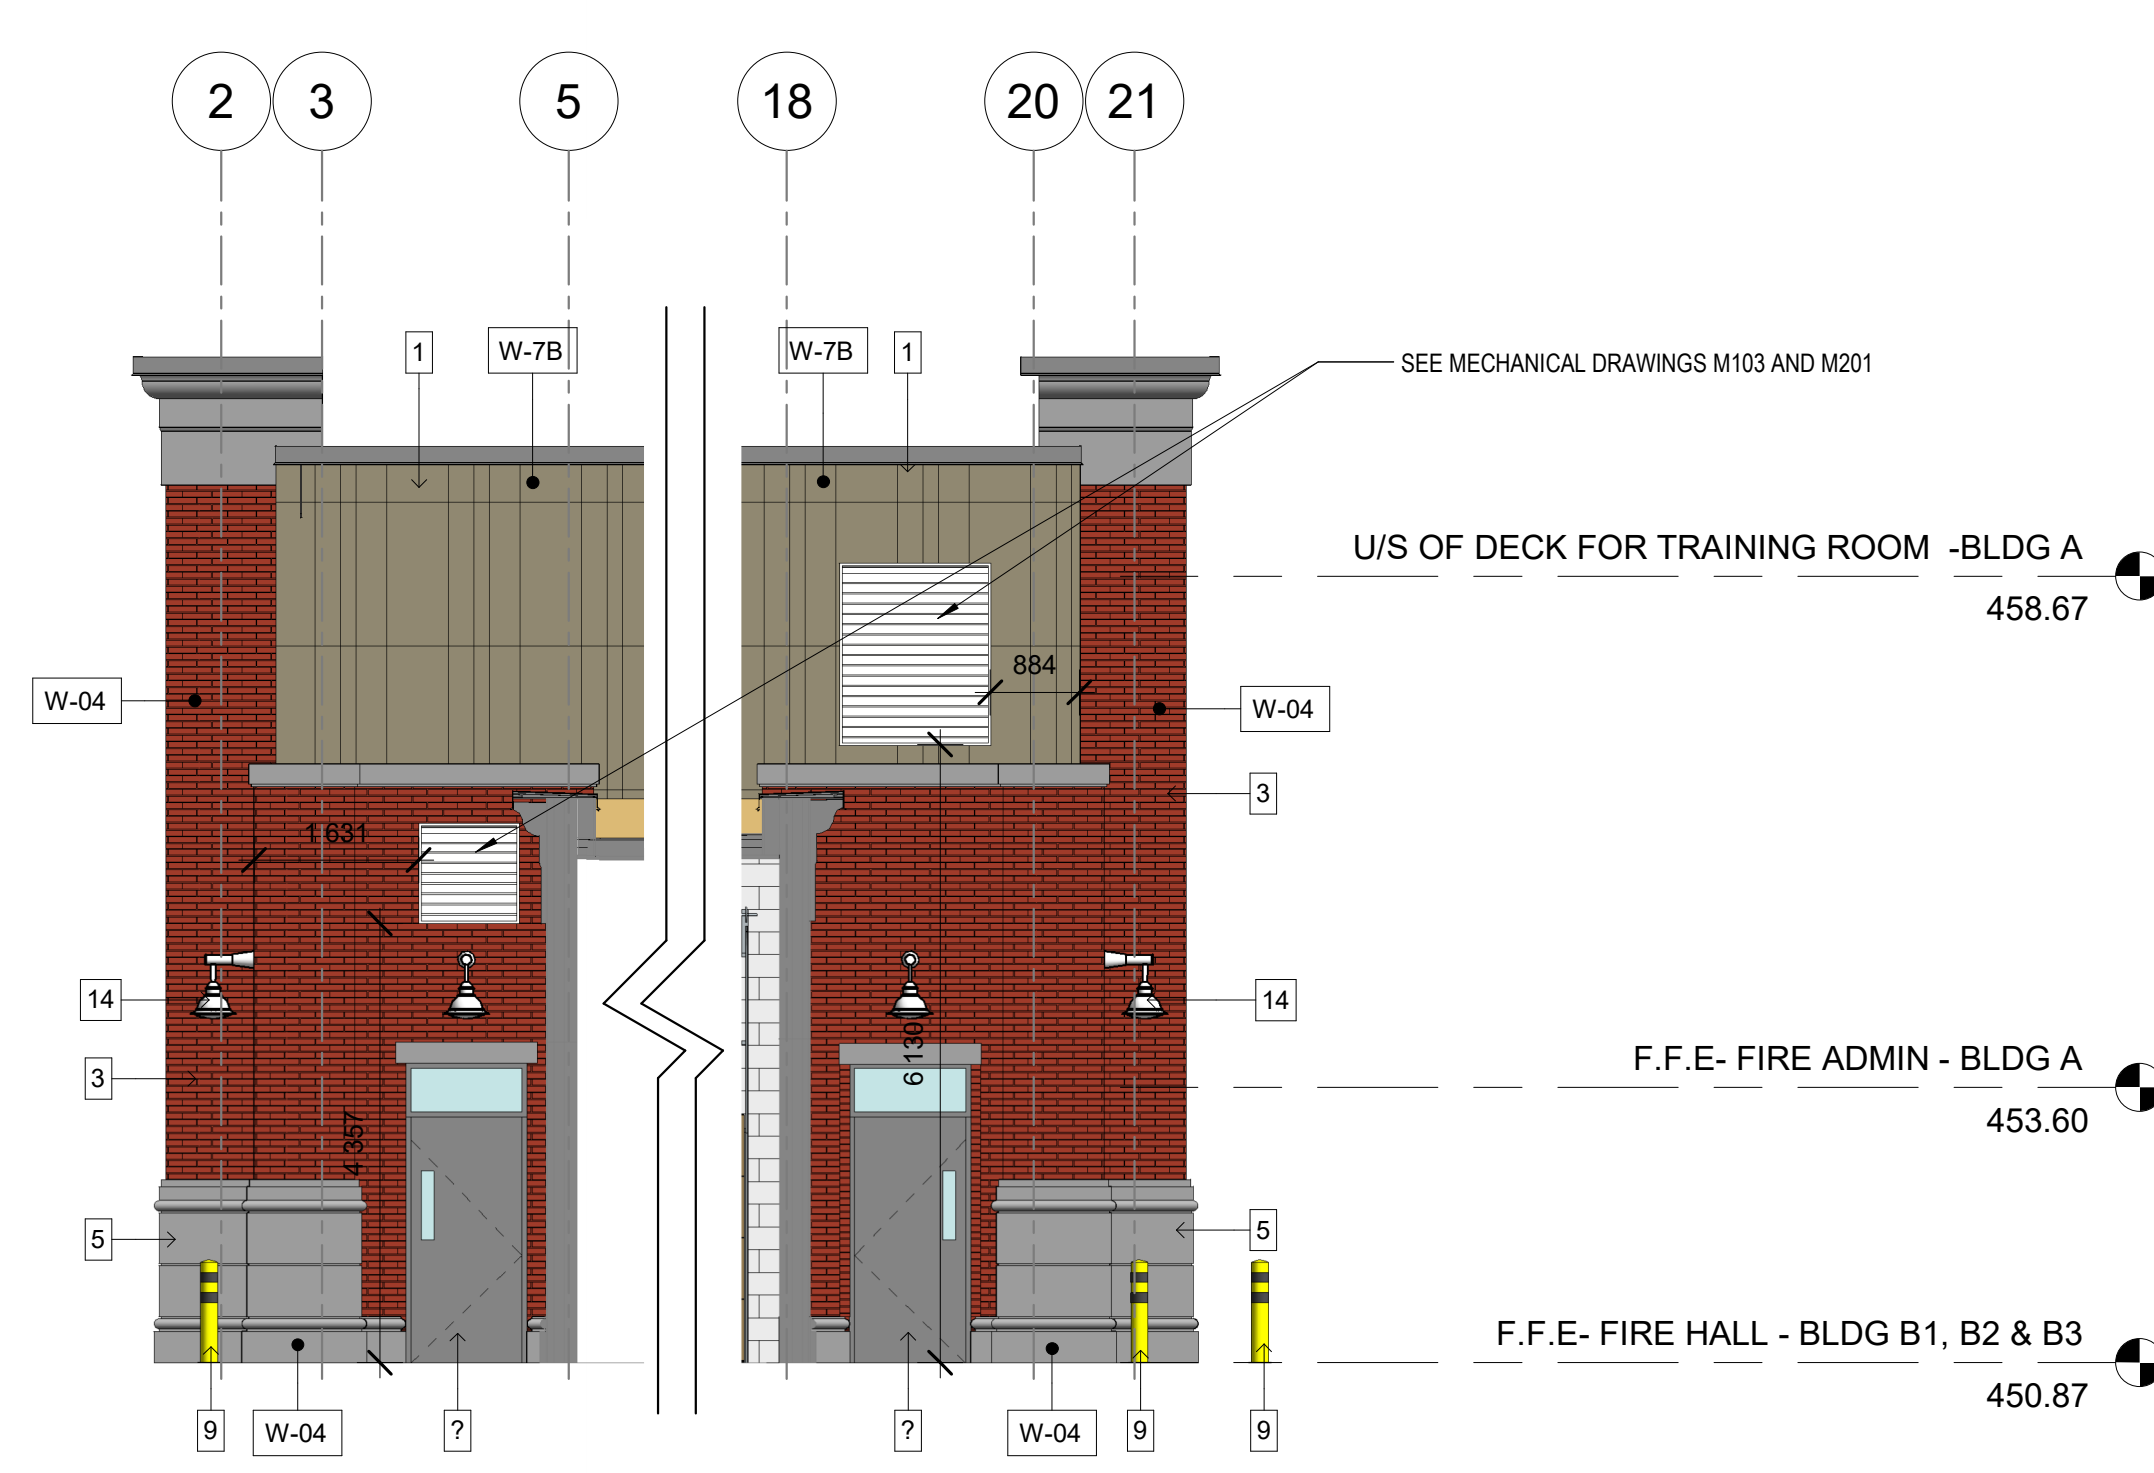 2 3 5 18 20 21
1 W-7B W-7B 1
SEE MECHANICAL DRAWINGS M103 AND M201
U/S OF DECK FOR TRAINING ROOM -BLDG A
458.67
884
W-04 W-04
3
1 631
14 14
6 130
F.F.E- FIRE ADMIN - BLDG A
3
453.60
4 357
5 5
F.F.E- FIRE HALL - BLDG B1, B2 & B3
450.87
9 W-04 ? ? W-04 9 9